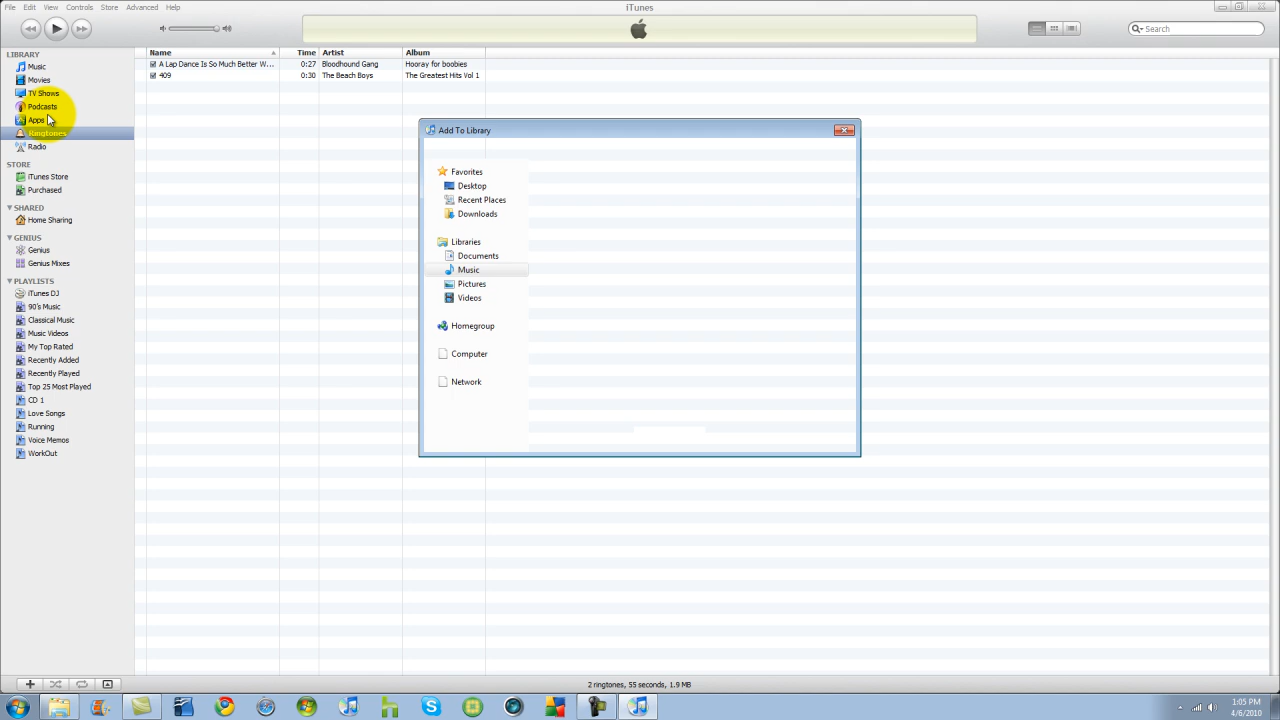 iTunes
File Edit View Controls Store Advanced Help
Search
LIBRARY
Music
Movies
TV Shows
Podcasts
Apps
Ringtones
Radio
STORE
iTunes Store
Purchased
SHARED
Home Sharing
GENIUS
Genius
Genius Mixes
PLAYLISTS
iTunes DJ
90's Music
Classical Music
Music Videos
My Top Rated
Recently Added
Recently Played
Top 25 Most Played
CD 1
Love Songs
Running
Voice Memos
WorkOut
Name Time Artist Album
A Lap Dance Is So Much Better W... 0:27 Bloodhound Gang Hooray for boobies
409 0:30 The Beach Boys The Greatest Hits Vol 1
Add To Library
Favorites
Desktop
Recent Places
Downloads
Libraries
Documents
Music
Pictures
Videos
Homegroup
Computer
Network
2 ringtones, 55 seconds, 1.9 MB
1:05 PM
4/6/2010